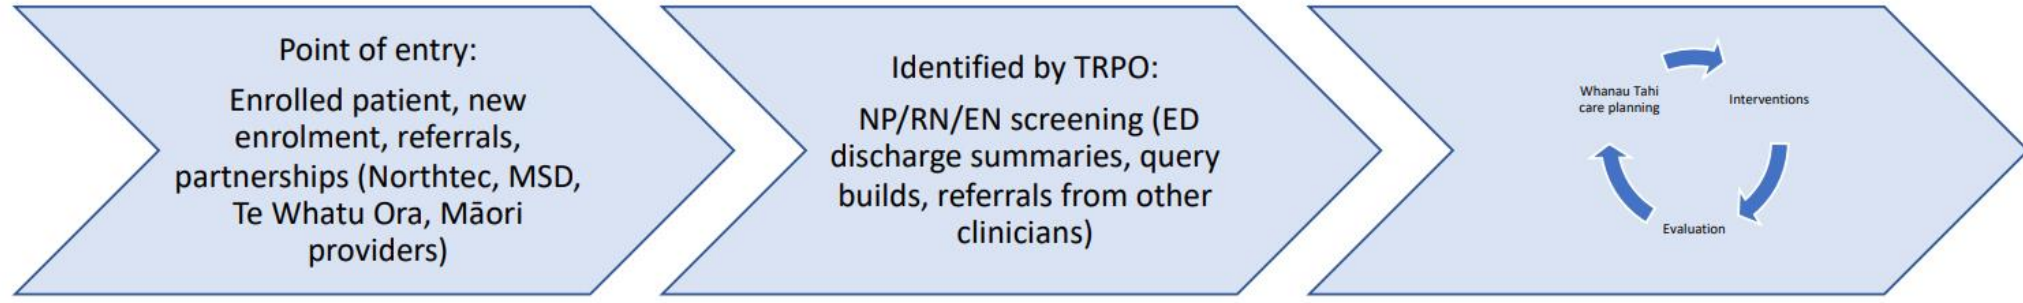 Point of entry:
Enrolled patient, new
enrolment, referrals,
partnerships (Northtec, MSD,
Te Whatu Ora, Māori
providers)
Identified by TRPO:
NP/RN/EN screening (ED
discharge summaries, query
builds, referrals from other
clinicians)
Whanau Tahi
care planning
Interventions
Evaluation